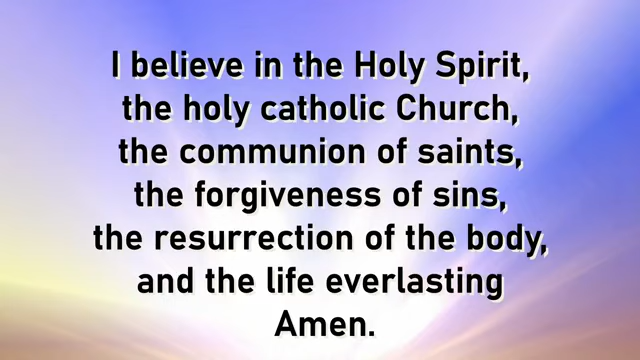 I believe in the Holy Spirit,
the holy catholic Church,
the communion of saints,
the forgiveness of sins,
the resurrection of the body,
and the life everlasting
Amen.